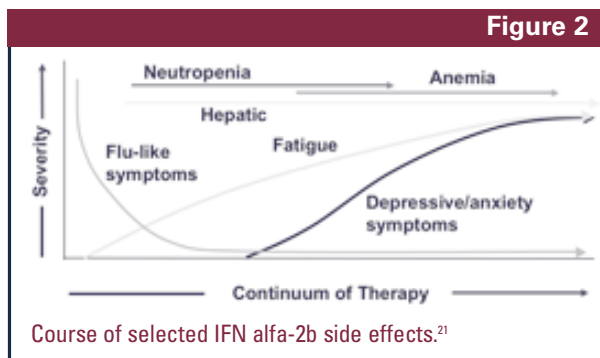 Figure 2
Neutropenia
Anemia
Hepatic
Fatigue
Flu-like
symptoms
Depressive/anxiety
symptoms
Severity
Continuum of Therapy
Course of selected IFN alfa-2b side effects.²¹